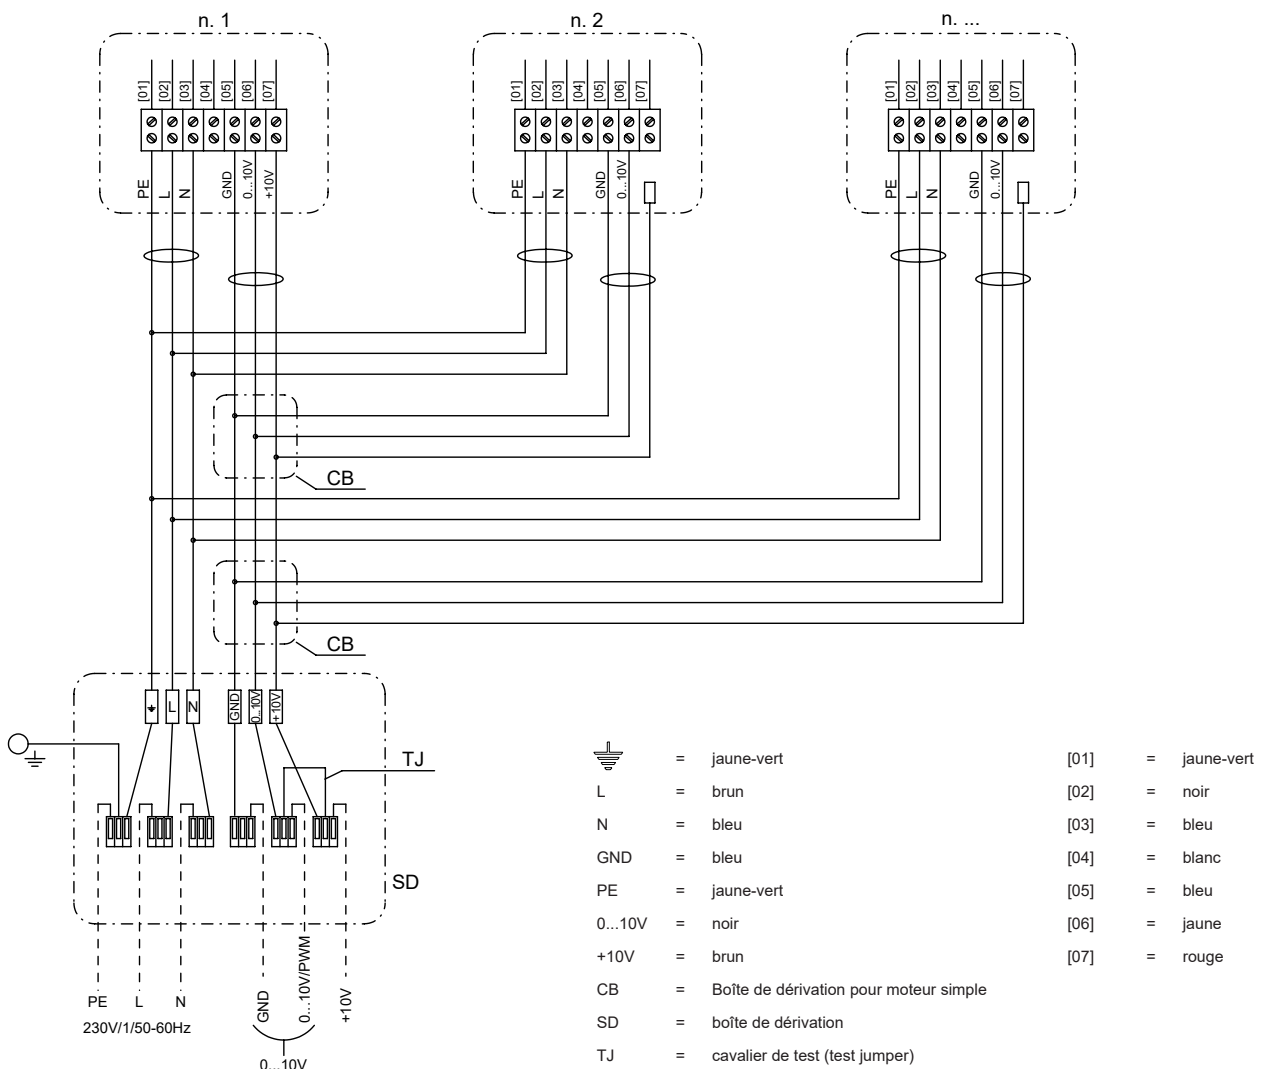 n. 1
n. 2
n. ...
[01] [02] [03] [04] [05] [06] [07]
[01] [02] [03] [04] [05] [06] [07]
[01] [02] [03] [04] [05] [06] [07]
PE L N GND 0...10V +10V
PE L N GND 0...10V
PE L N GND 0...10V
CB
CB
L N GND 0...10V +10V
TJ
SD
PE L N GND 0...10V/PWM +10V
230V/1/50-60Hz
0...10V
= jaune-vert
L = brun
N = bleu
GND = bleu
PE = jaune-vert
0...10V = noir
+10V = brun
CB = Boîte de dérivation pour moteur simple
SD = boîte de dérivation
TJ = cavalier de test (test jumper)
[01] = jaune-vert
[02] = noir
[03] = bleu
[04] = blanc
[05] = bleu
[06] = jaune
[07] = rouge